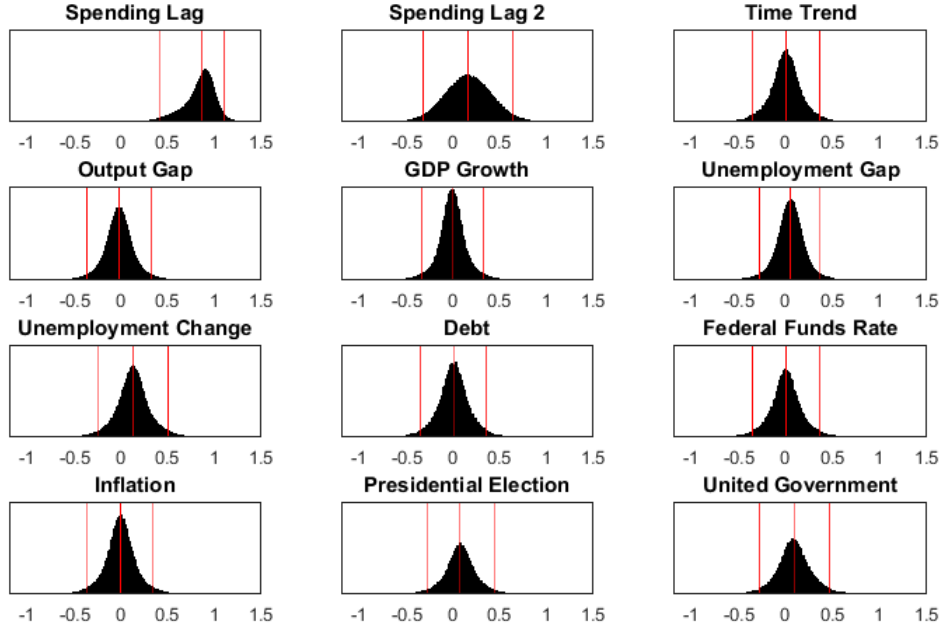 Spending Lag Spending Lag 2 Time Trend
-1 -0.5 0 0.5 1 1.5 -1 -0.5 0 0.5 1 1.5 -1 -0.5 0 0.5 1 1.5
Output Gap GDP Growth Unemployment Gap
-1 -0.5 0 0.5 1 1.5 -1 -0.5 0 0.5 1 1.5 -1 -0.5 0 0.5 1 1.5
Unemployment Change Debt Federal Funds Rate
-1 -0.5 0 0.5 1 1.5 -1 -0.5 0 0.5 1 1.5 -1 -0.5 0 0.5 1 1.5
Inflation Presidential Election United Government
-1 -0.5 0 0.5 1 1.5 -1 -0.5 0 0.5 1 1.5 -1 -0.5 0 0.5 1 1.5